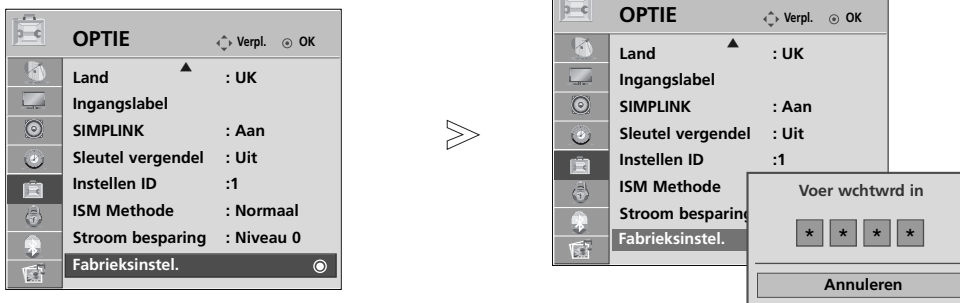 OPTIE Verpl. OK
Land : UK
Ingangslabel
SIMPLINK : Aan
Sleutel vergendel : Uit
Instellen ID :1
ISM Methode : Normaal
Stroom besparing : Niveau 0
Fabrieksinstel.
OPTIE Verpl. OK
Land : UK
Ingangslabel
SIMPLINK : Aan
Sleutel vergendel : Uit
Instellen ID :1
ISM Methode
Stroom besparing
Fabrieksinstel.
Voer wchtwrd in
* * * *
Annuleren